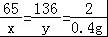 65/x = 136/y = 2/0.4g